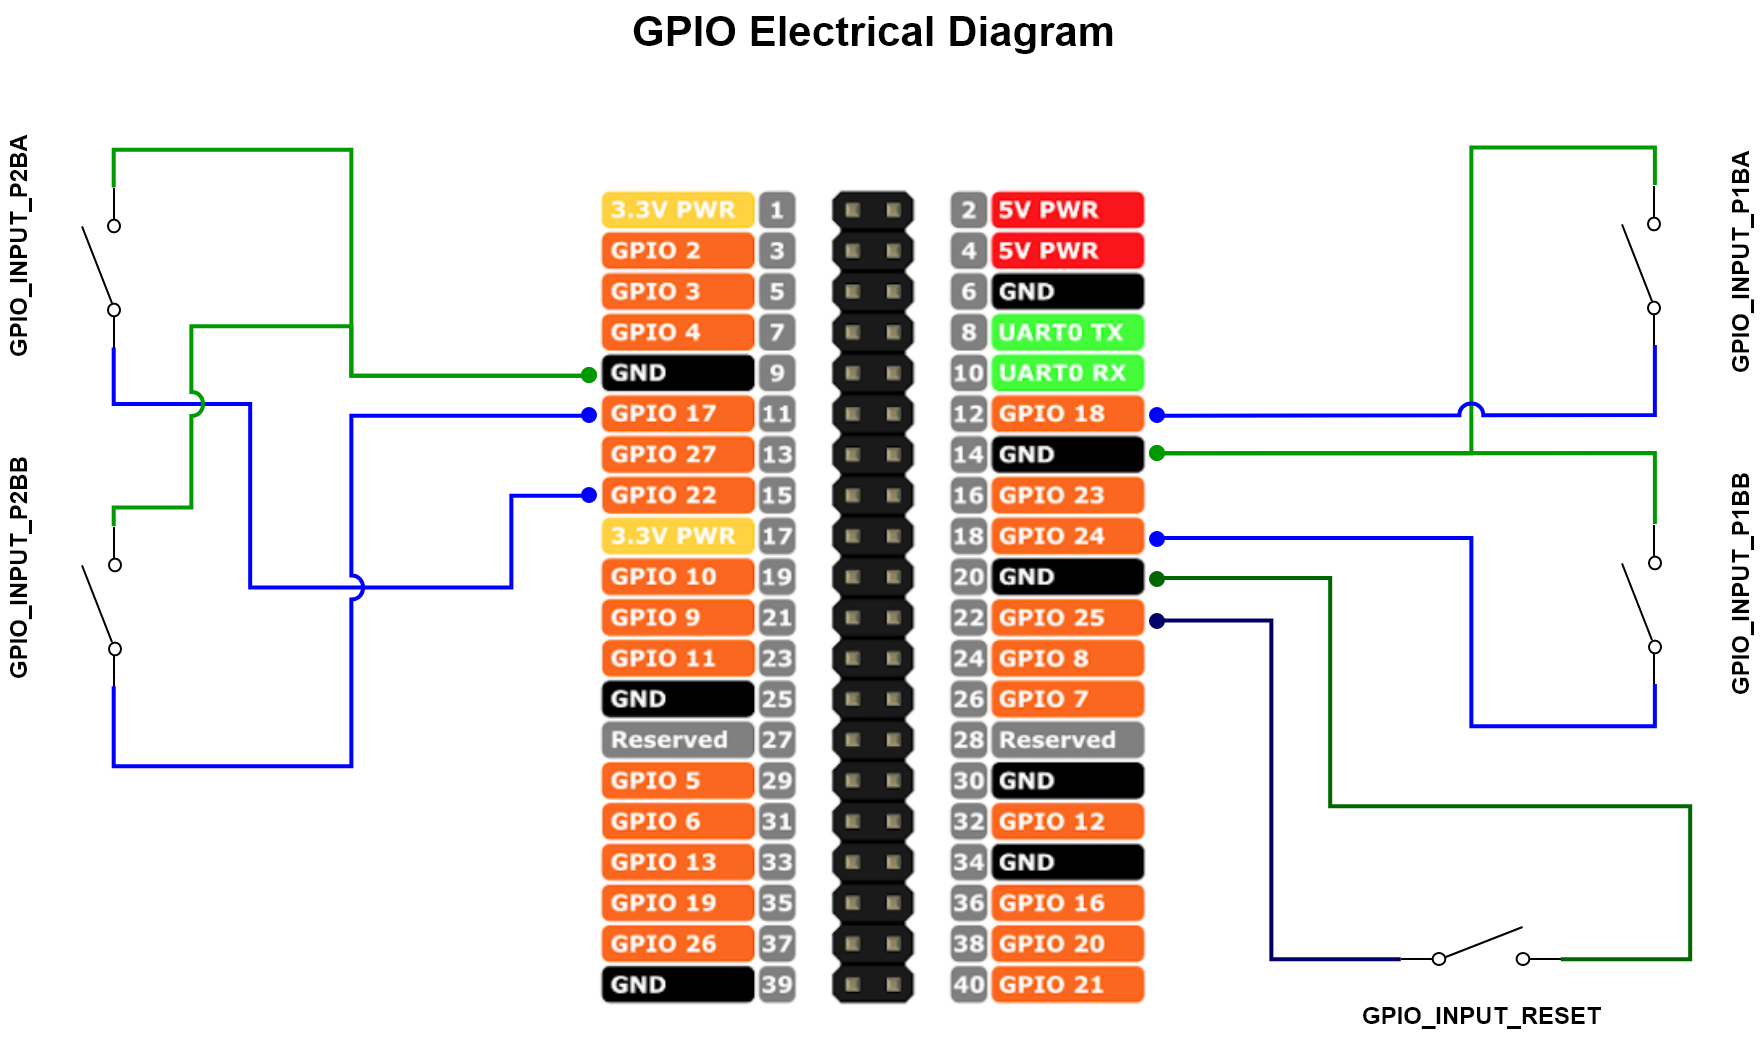 GPIO Electrical Diagram
GPIO_INPUT_P2BA
GPIO_INPUT_P2BB
3.3V PWR 1 2 5V PWR
GPIO 2 3 4 5V PWR
GPIO 3 5 6 GND
GPIO 4 7 8 UART0 TX
GND 9 10 UART0 RX
GPIO 17 11 12 GPIO 18
GPIO 27 13 14 GND
GPIO 22 15 16 GPIO 23
3.3V PWR 17 18 GPIO 24
GPIO 10 19 20 GND
GPIO 9 21 22 GPIO 25
GPIO 11 23 24 GPIO 8
GND 25 26 GPIO 7
Reserved 27 28 Reserved
GPIO 5 29 30 GND
GPIO 6 31 32 GPIO 12
GPIO 13 33 34 GND
GPIO 19 35 36 GPIO 16
GPIO 26 37 38 GPIO 20
GND 39 40 GPIO 21
GPIO_INPUT_P1BA
GPIO_INPUT_P1BB
GPIO_INPUT_RESET